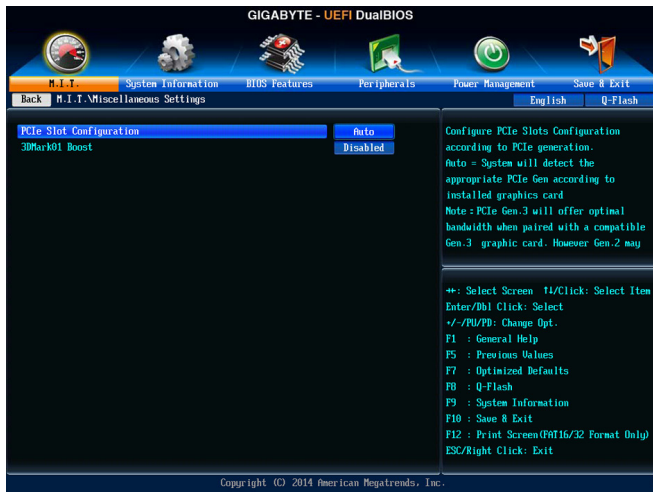 GIGABYTE - UEFI DualBIOS
M.I.T.
System Information
BIOS Features
Peripherals
Power Management
Save & Exit
Back
M.I.T.\Miscellaneous Settings
English
Q-Flash
PCIe Slot Configuration
Auto
3DMark01 Boost
Disabled
Configure PCIe Slots Configuration
according to PCIe generation.
Auto = System will detect the
appropriate PCIe Gen according to
installed graphics card
Note : PCIe Gen.3 will offer optimal
bandwidth when paired with a compatible
Gen.3 graphic card. However Gen.2 may
→←: Select Screen ↑↓/Click: Select Item
Enter/Dbl Click: Select
+/-/PU/PD: Change Opt.
F1 : General Help
F5 : Previous Values
F7 : Optimized Defaults
F8 : Q-Flash
F9 : System Information
F10 : Save & Exit
F12 : Print Screen(FAT16/32 Format Only)
ESC/Right Click: Exit
Copyright (C) 2014 American Megatrends, Inc.